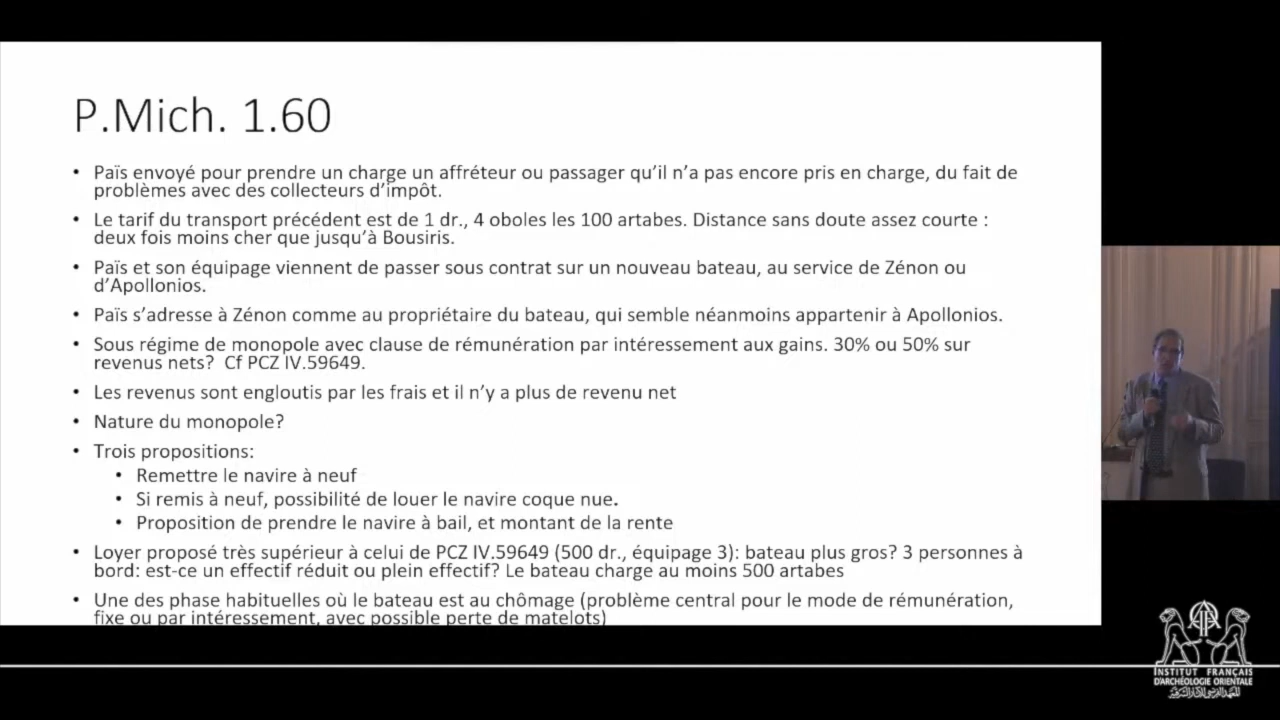 P.Mich. 1.60
• Païs envoyé pour prendre un charge un affréteur ou passager qu'il n'a pas encore pris en charge, du fait de
problèmes avec des collecteurs d'impôt.
• Le tarif du transport précédent est de 1 dr., 4 oboles les 100 artabes. Distance sans doute assez courte :
deux fois moins cher que jusqu'à Bousiris.
• Païs et son équipage viennent de passer sous contrat sur un nouveau bateau, au service de Zénon ou
d'Apollonios.
• Païs s'adresse à Zénon comme au propriétaire du bateau, qui semble néanmoins appartenir à Apollonios.
• Sous régime de monopole avec clause de rémunération par intéressement aux gains. 30% ou 50% sur
revenus nets? Cf PCZ IV.59649.
• Les revenus sont engloutis par les frais et il n'y a plus de revenu net
• Nature du monopole?
• Trois propositions:
• Remettre le navire à neuf
• Si remis à neuf, possibilité de louer le navire coque nue.
• Proposition de prendre le navire à bail, et montant de la rente
• Loyer proposé très supérieur à celui de PCZ IV.59649 (500 dr., équipage 3): bateau plus gros? 3 personnes à
bord: est-ce un effectif réduit ou plein effectif? Le bateau charge au moins 500 artabes
• Une des phase habituelles où le bateau est au chômage (problème central pour le mode de rémunération,
fixe ou par intéressement, avec possible perte de matelots)
INSTITUT FRANÇAIS
D'ARCHÉOLOGIE ORIENTALE